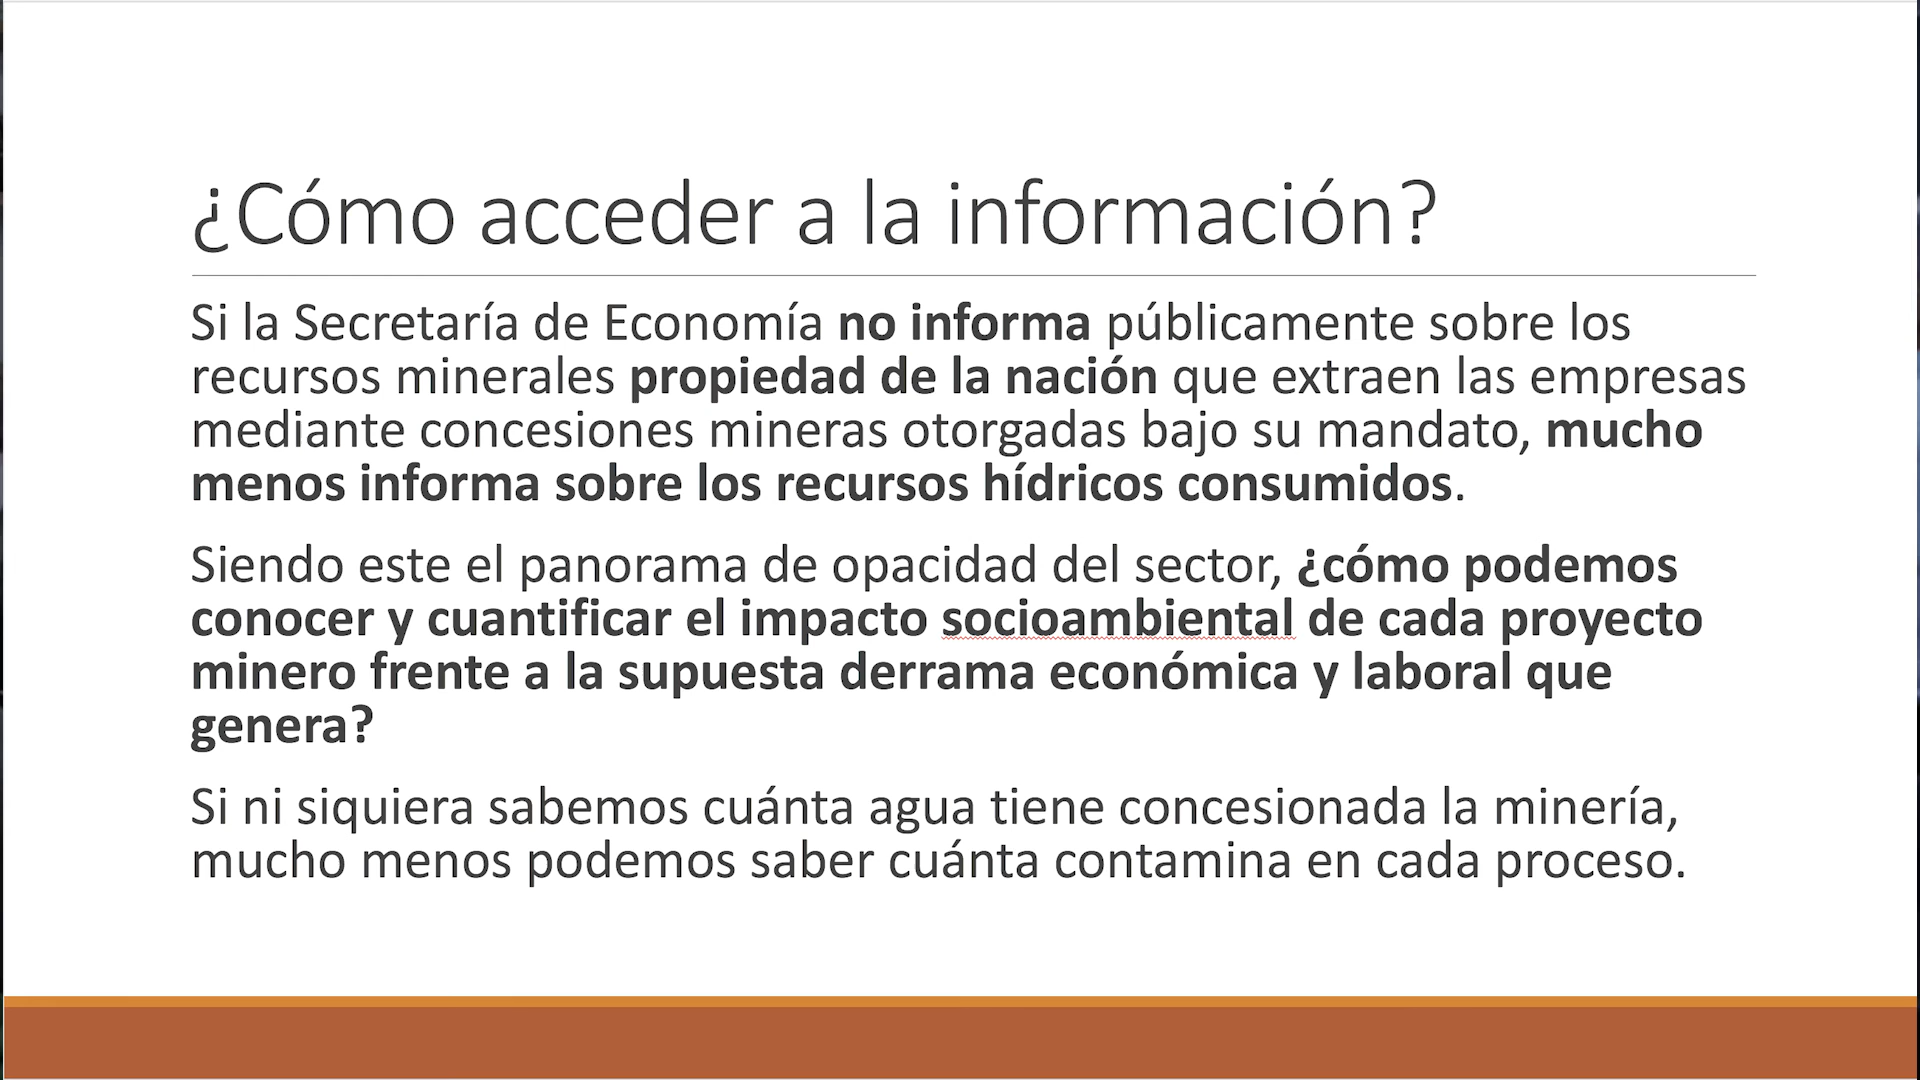 ¿Cómo acceder a la información?
Si la Secretaría de Economía no informa públicamente sobre los
recursos minerales propiedad de la nación que extraen las empresas
mediante concesiones mineras otorgadas bajo su mandato, mucho
menos informa sobre los recursos hídricos consumidos.
Siendo este el panorama de opacidad del sector, ¿cómo podemos
conocer y cuantificar el impacto socioambiental de cada proyecto
minero frente a la supuesta derrama económica y laboral que
genera?
Si ni siquiera sabemos cuánta agua tiene concesionada la minería,
mucho menos podemos saber cuánta contamina en cada proceso.